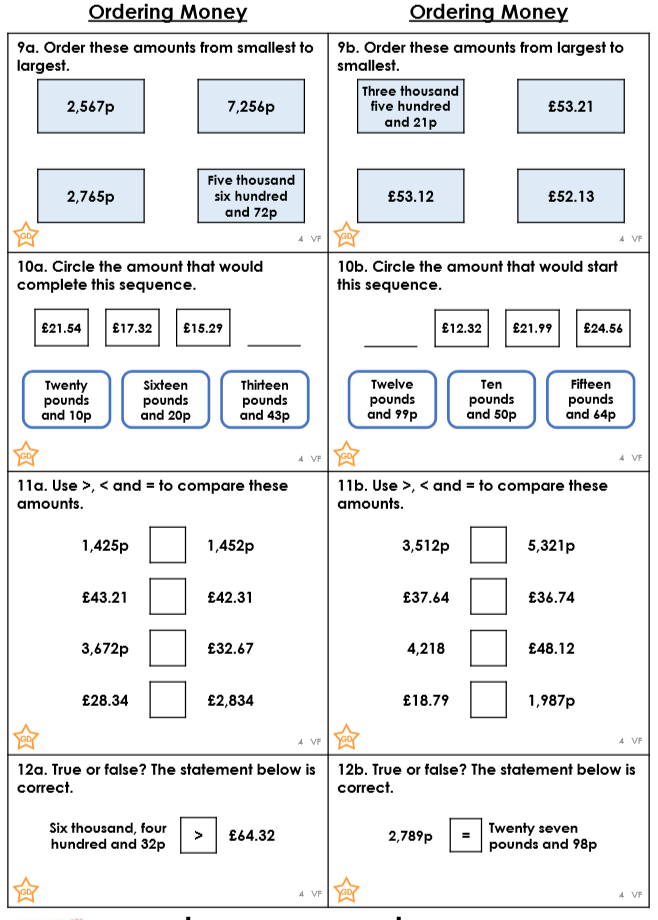 Ordering Money
Ordering Money
9a. Order these amounts from smallest to
largest.
2,567p
7,256p
2,765p
Five thousand
six hundred
and 72p
GD
4 VF
9b. Order these amounts from largest to
smallest.
Three thousand
five hundred
and 21p
£53.21
£53.12
£52.13
GD
4 VF
10a. Circle the amount that would
complete this sequence.
£21.54
£17.32
£15.29
Twenty
pounds
and 10p
Sixteen
pounds
and 20p
Thirteen
pounds
and 43p
GD
4 VF
10b. Circle the amount that would start
this sequence.
£12.32
£21.99
£24.56
Twelve
pounds
and 99p
Ten
pounds
and 50p
Fifteen
pounds
and 64p
GD
4 VF
11a. Use >, < and = to compare these
amounts.
1,425p 1,452p
£43.21 £42.31
3,672p £32.67
£28.34 £2,834
GD
4 VF
11b. Use >, < and = to compare these
amounts.
3,512p 5,321p
£37.64 £36.74
4,218 £48.12
£18.79 1,987p
GD
4 VF
12a. True or false? The statement below is
correct.
Six thousand, four
hundred and 32p
>
£64.32
GD
4 VF
12b. True or false? The statement below is
correct.
2,789p
=
Twenty seven
pounds and 98p
GD
4 VF